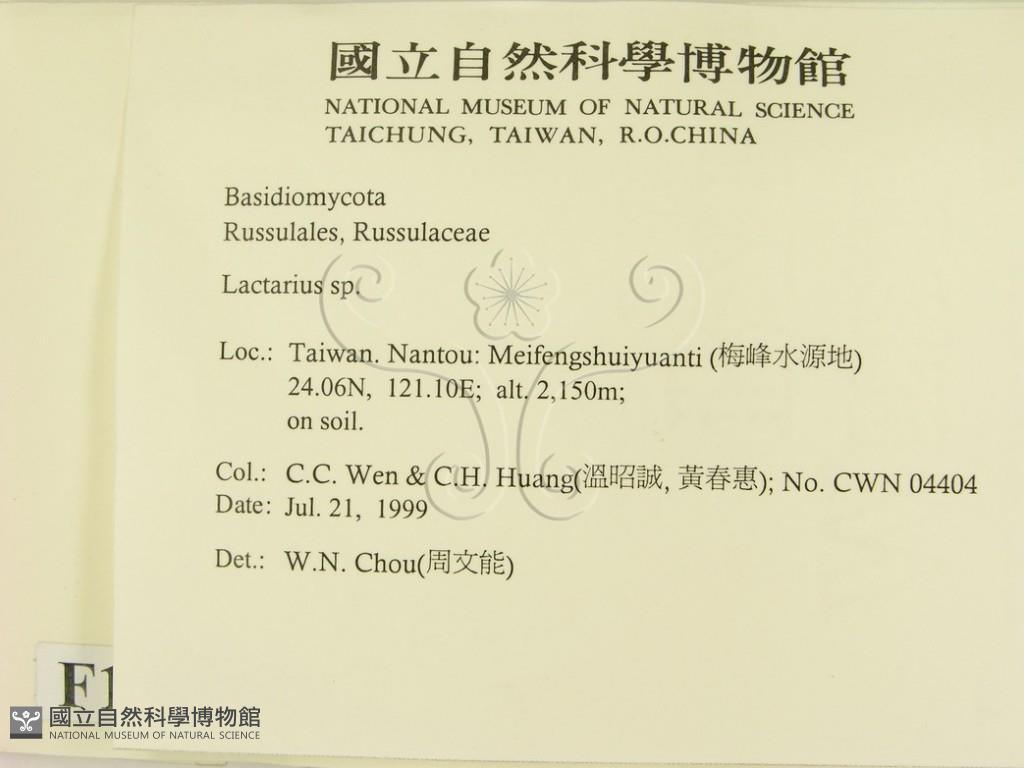 國立自然科學博物館
NATIONAL MUSEUM OF NATURAL SCIENCE
TAICHUNG, TAIWAN, R.O.CHINA
Basidiomycota
Russulales, Russulaceae
Lactarius sp.
Loc.: Taiwan. Nantou: Meifengshuiyuanti (梅峰水源地)
24.06N, 121.10E; alt. 2,150m;
on soil.
Col.: C.C. Wen & C.H. Huang(溫昭誠, 黃春惠); No. CWN 04404
Date: Jul. 21, 1999
Det.: W.N. Chou(周文能)
F1
國立自然科學博物館
NATIONAL MUSEUM OF NATURAL SCIENCE